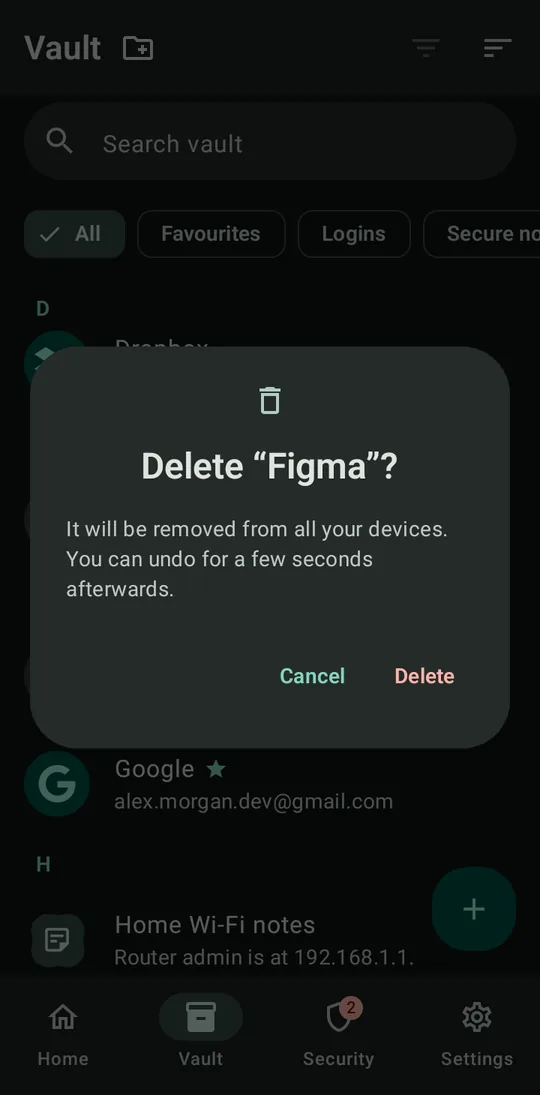 Vault
Search vault
All
Favourites
Logins
Secure no
D
Dropbox
Delete “Figma”?
It will be removed from all your devices.
You can undo for a few seconds
afterwards.
Cancel
Delete
Google
alex.morgan.dev@gmail.com
H
Home Wi-Fi notes
Router admin is at 192.168.1.1.
2
Home
Vault
Security
Settings